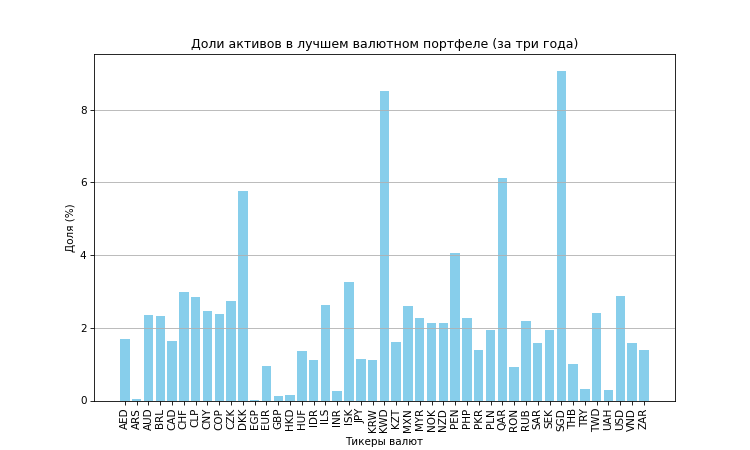 Доли активов в лучшем валютном портфеле (за три года)
Доля (%)
8
6
4
2
0
AED ARS AUD BRL CAD CHF CLP CNY COP CZK DKK EGP EUR GBP HKD HUF IDR ILS INR ISK JPY KRW KWD KZT MXN MYR NOK NZD PEN PHP PKR PLN QAR RON RUB SAR SEK SGD THB TRY TWD UAH USD VND ZAR
Тикеры валют